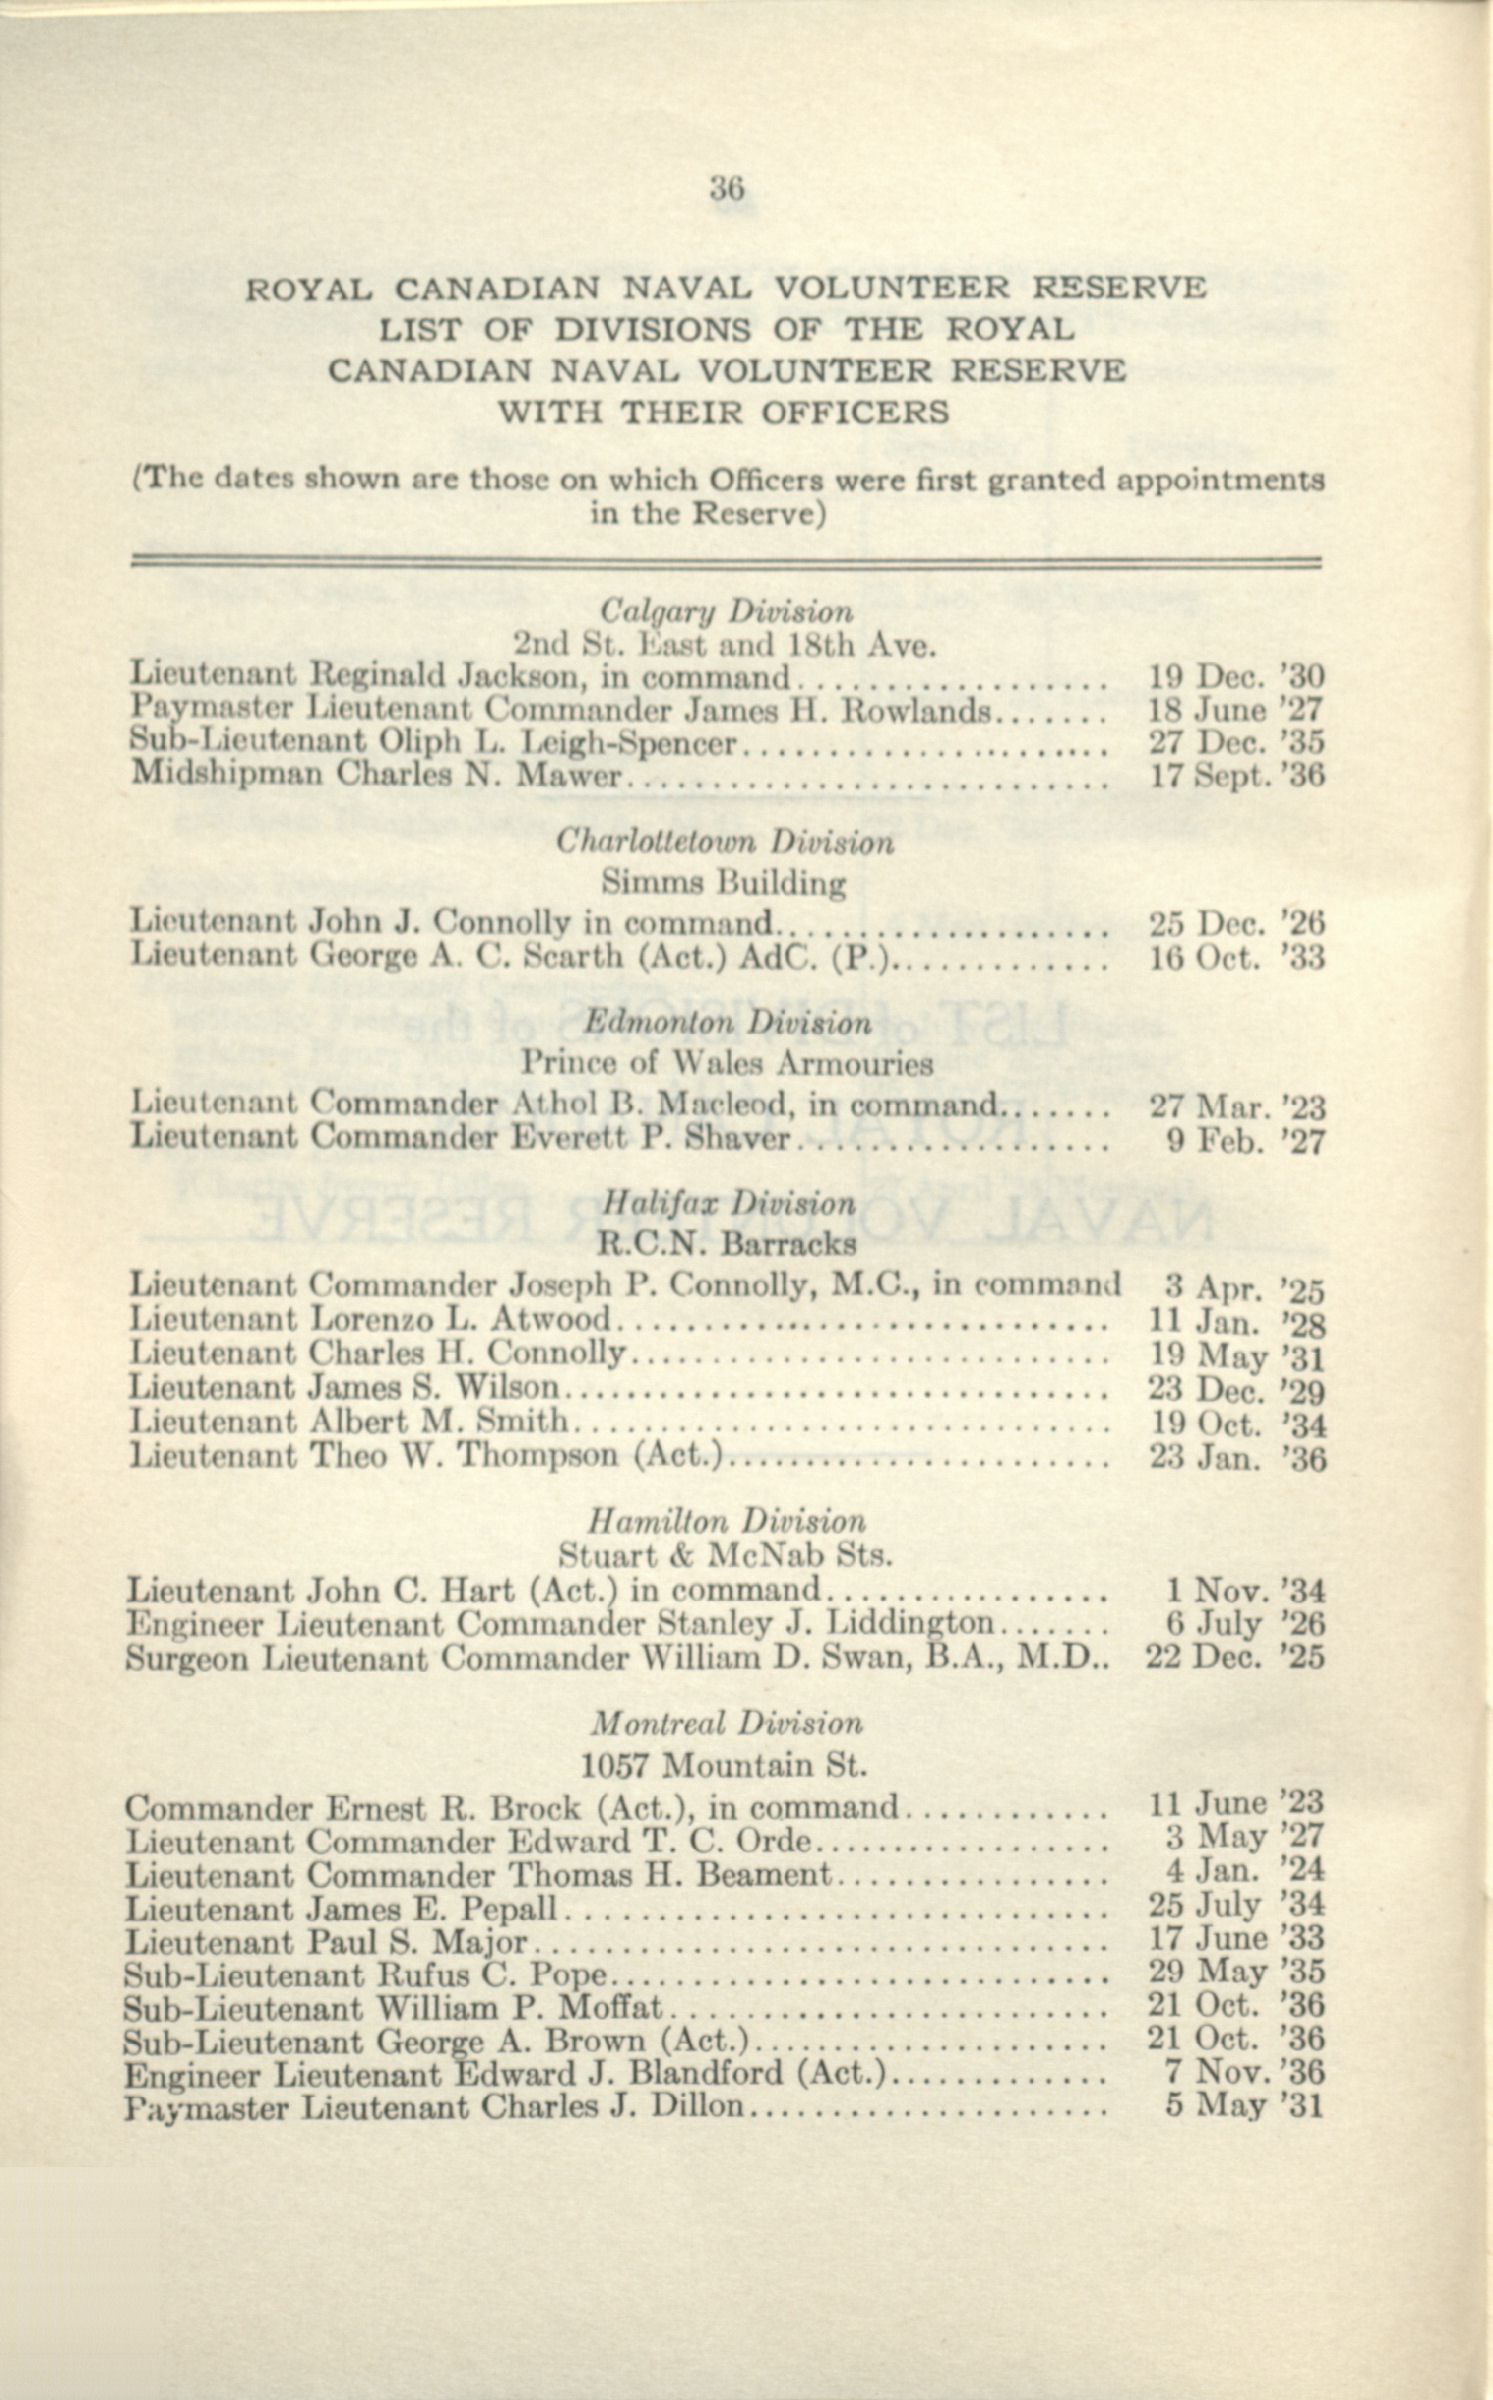 36
ROYAL CANADIAN NAVAL VOLUNTEER RESERVE
LIST OF DIVISIONS OF THE ROYAL
CANADIAN NAVAL VOLUNTEER RESERVE
WITH THEIR OFFICERS
(The dates shown are those on which Officers were first granted appointments
in the Reserve)
Calgary Division
2nd St. East and 18th Ave.
Lieutenant Reginald Jackson, in command.................. 19 Dec. '30
Paymaster Lieutenant Commander James H. Rowlands....... 18 June '27
Sub-Lieutenant Oliph L. Leigh-Spencer...................... 27 Dec. '35
Midshipman Charles N. Mawer............................. 17 Sept. '36
Charlottetown Division
Simms Building
Lieutenant John J. Connolly in command.................... 25 Dec. '26
Lieutenant George A. C. Scarth (Act.) AdC. (P.)............. 16 Oct. '33
Edmonton Division
Prince of Wales Armouries
Lieutenant Commander Athol B. Macleod, in command....... 27 Mar. '23
Lieutenant Commander Everett P. Shaver................... 9 Feb. '27
Halifax Division
R.C.N. Barracks
Lieutenant Commander Joseph P. Connolly, M.C., in command 3 Apr. '25
Lieutenant Lorenzo L. Atwood.............................. 11 Jan. '28
Lieutenant Charles H. Connolly............................. 19 May '31
Lieutenant James S. Wilson................................. 23 Dec. '29
Lieutenant Albert M. Smith................................ 19 Oct. '34
Lieutenant Theo W. Thompson (Act.)....................... 23 Jan. '36
Hamilton Division
Stuart & McNab Sts.
Lieutenant John C. Hart (Act.) in command................. 1 Nov. '34
Engineer Lieutenant Commander Stanley J. Liddington....... 6 July '26
Surgeon Lieutenant Commander William D. Swan, B.A., M.D.. 22 Dec. '25
Montreal Division
1057 Mountain St.
Commander Ernest R. Brock (Act.), in command............ 11 June '23
Lieutenant Commander Edward T. C. Orde.................. 3 May '27
Lieutenant Commander Thomas H. Beament................ 4 Jan. '24
Lieutenant James E. Pepall................................. 25 July '34
Lieutenant Paul S. Major................................... 17 June '33
Sub-Lieutenant Rufus C. Pope.............................. 29 May '35
Sub-Lieutenant William P. Moffat.......................... 21 Oct. '36
Sub-Lieutenant George A. Brown (Act.)..................... 21 Oct. '36
Engineer Lieutenant Edward J. Blandford (Act.)............. 7 Nov. '36
Paymaster Lieutenant Charles J. Dillon...................... 5 May '31